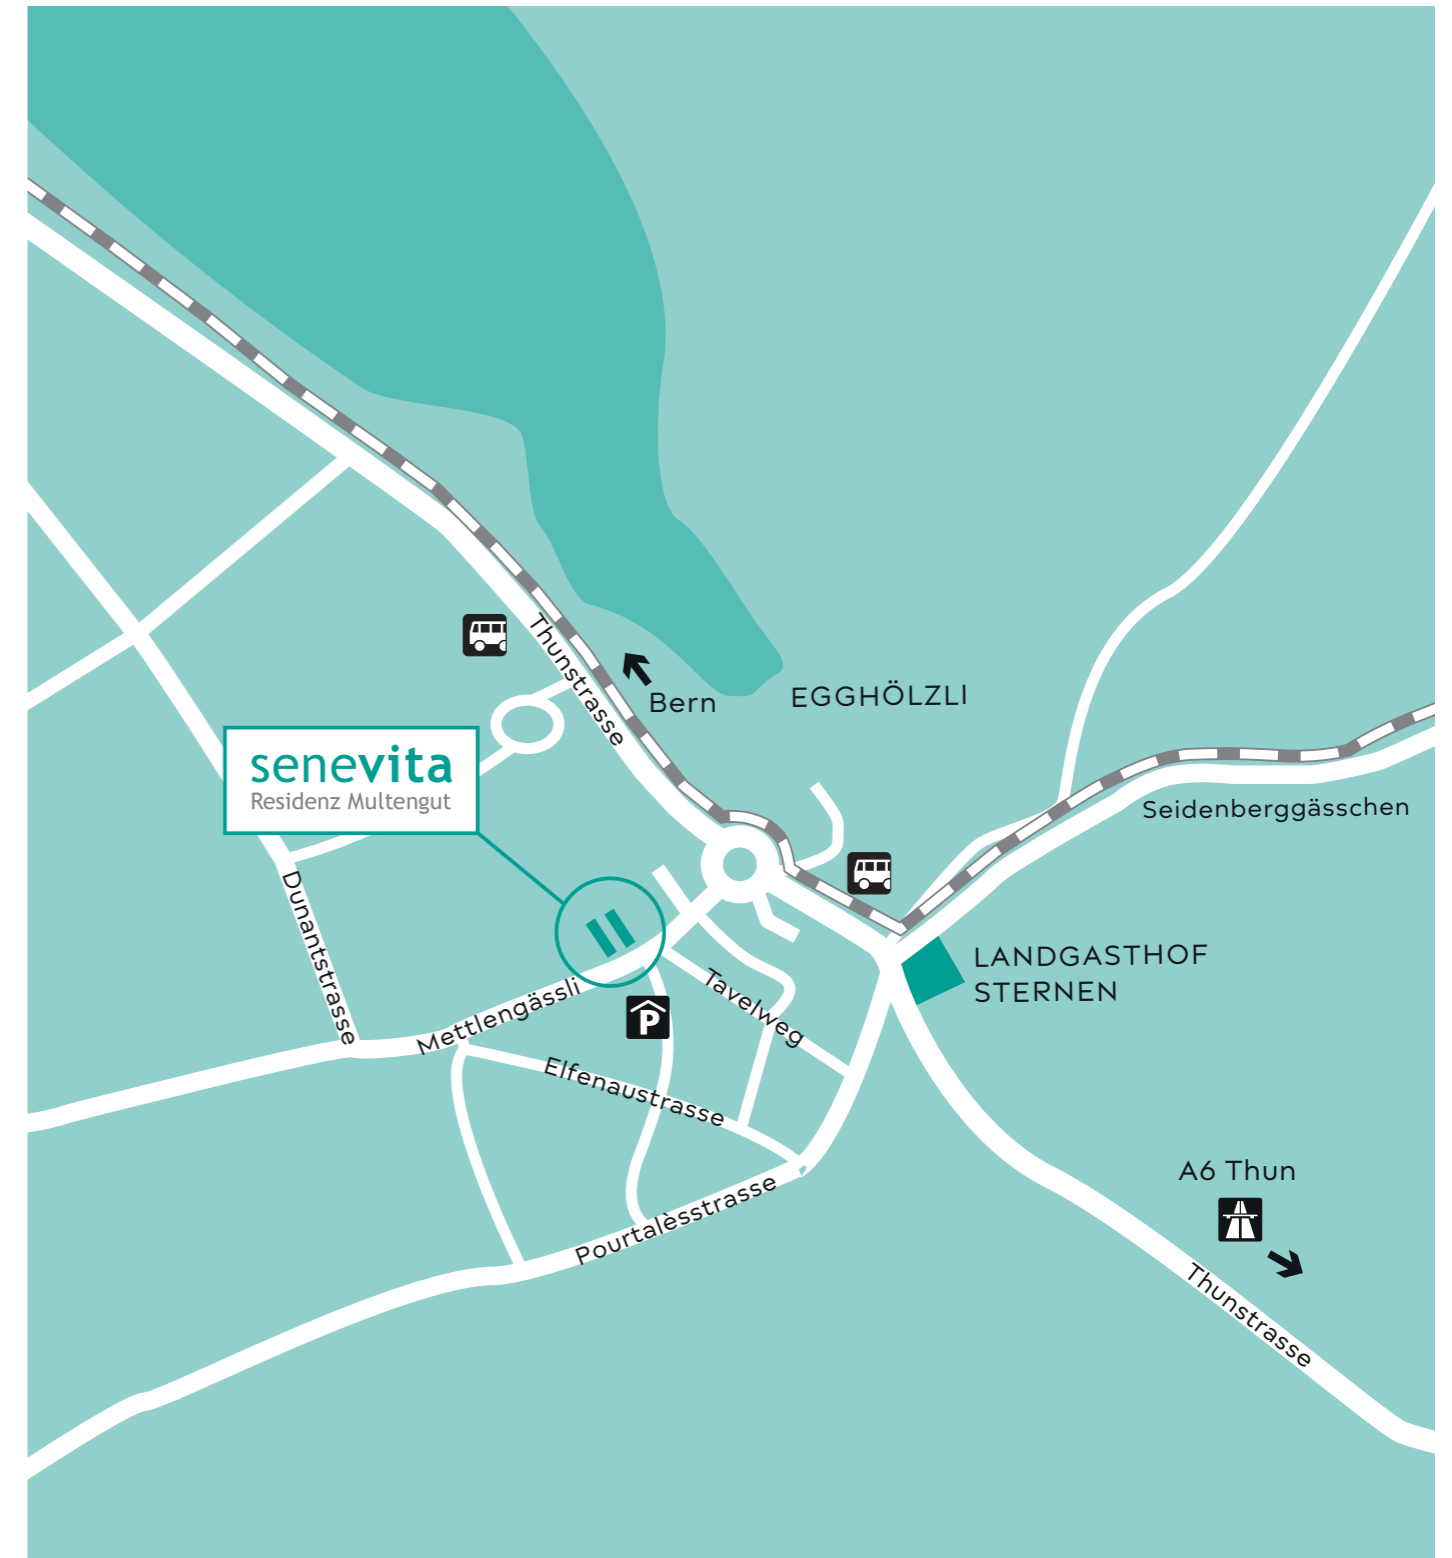 Thunstrasse
Bern
EGGHÖLZLI
senevita
Residenz Multengut
Seidenberggässchen
Dunantstrasse
LANDGASTHOF
STERNEN
Tavelweg
Mettlengässli
P
Elfenaustrasse
A6 Thun
Pourtalèsstrasse
Thunstrasse